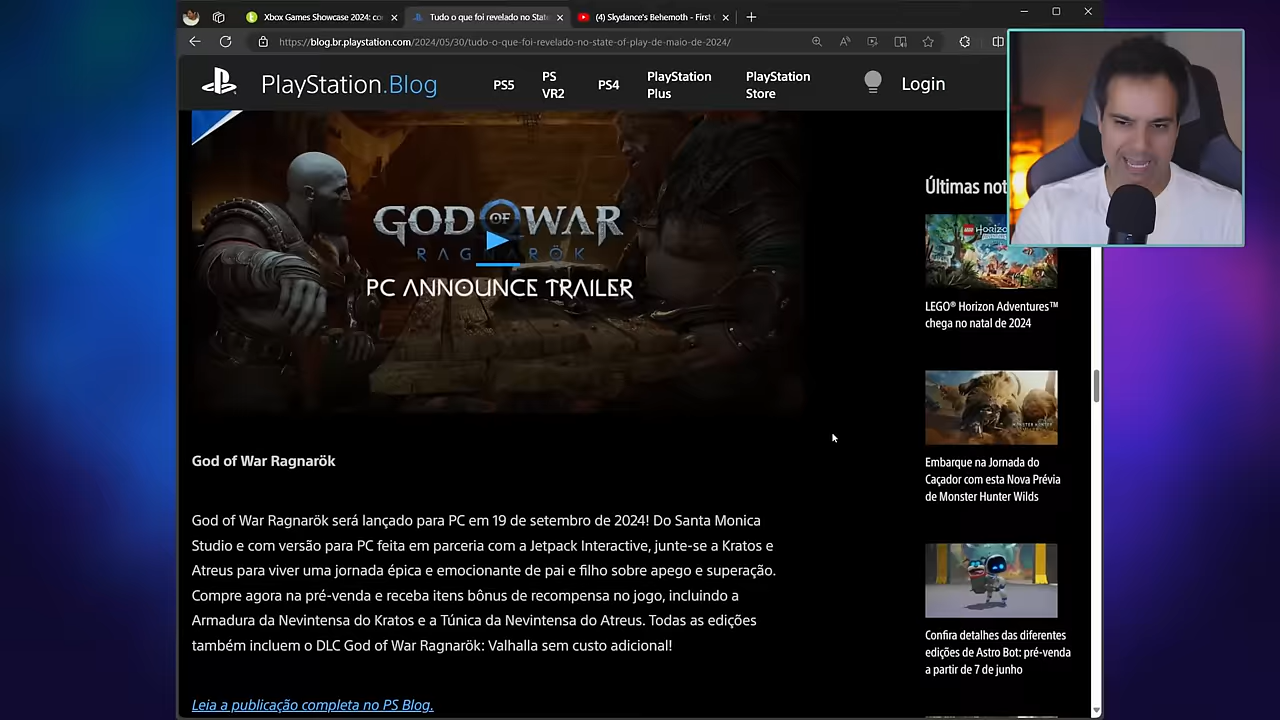 Xbox Games Showcase 2024: co
Tudo o que foi revelado no Stat
(4) Skydance's Behemoth - First
https://blog.br.playstation.com/2024/05/30/tudo-o-que-foi-revelado-no-state-of-play-de-maio-de-2024/
PlayStation.Blog
PS5
PS
VR2
PS4
PlayStation
Plus
PlayStation
Store
Login
GOD OF WAR
RAGNARÖK
PC ANNOUNCE TRAILER
God of War Ragnarök
God of War Ragnarök será lançado para PC em 19 de setembro de 2024! Do Santa Monica
Studio e com versão para PC feita em parceria com a Jetpack Interactive, junte-se a Kratos e
Atreus para viver uma jornada épica e emocionante de pai e filho sobre apego e superação.
Compre agora na pré-venda e receba itens bônus de recompensa no jogo, incluindo a
Armadura da Nevintensa do Kratos e a Túnica da Nevintensa do Atreus. Todas as edições
também incluem o DLC God of War Ragnarök: Valhalla sem custo adicional!
Leia a publicação completa no PS Blog.
Últimas not
LEGO HORIZO
LEGO® Horizon Adventures™
chega no natal de 2024
MONSTER HUNTER
Embarque na Jornada do
Caçador com esta Nova Prévia
de Monster Hunter Wilds
Confira detalhes das diferentes
edições de Astro Bot: pré-venda
a partir de 7 de junho